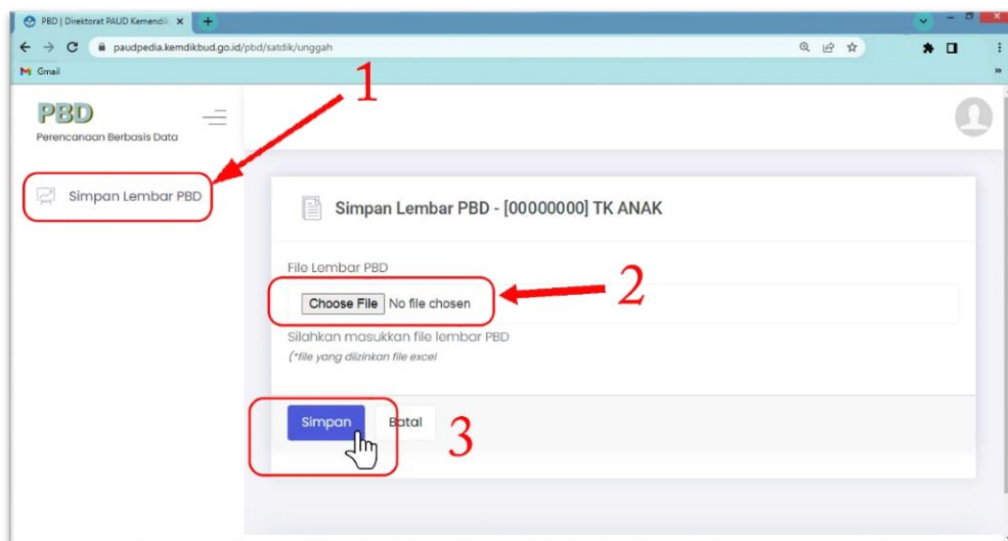 PBD | Direktorat PAUD Kemendik
paudpedia.kemdikbud.go.id/pbd/satdik/unggah
Gmail
1
PBD
Perencanaan Berbasis Data
Simpan Lembar PBD
Simpan Lembar PBD - [00000000] TK ANAK
File Lembar PBD
Choose File No file chosen
2
Silahkan masukkan file lembar PBD
(*file yang diizinkan file excel
Simpan Batal
3